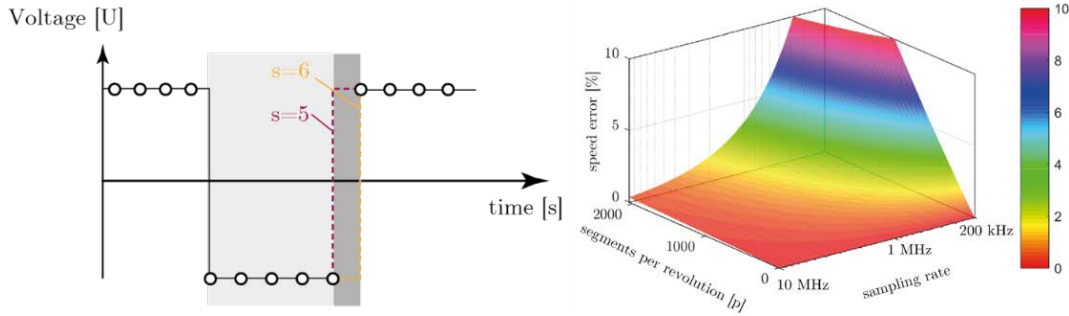 Voltage [U]
s=6
s=5
time [s]
10
5
0
speed error [%]
2000
1000
0
segments per revolution [p]
10 MHz
1 MHz
200 kHz
sampling rate
10
8
6
4
2
0